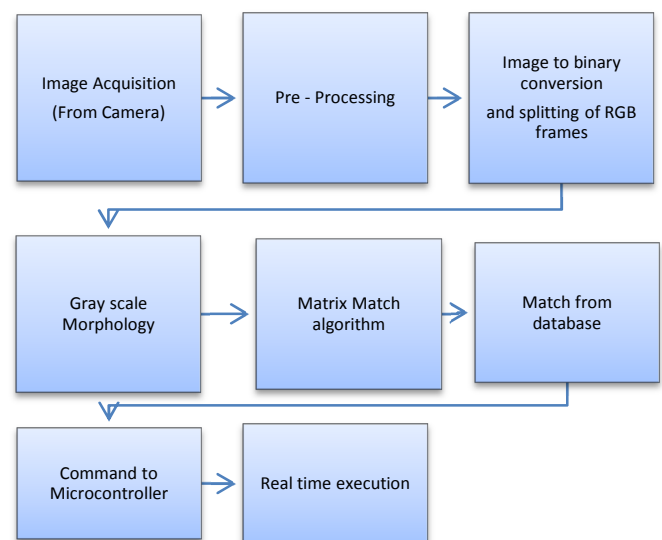 Image Acquisition
(From Camera)
Pre - Processing
Image to binary
conversion
and splitting of RGB
frames
Gray scale
Morphology
Matrix Match
algorithm
Match from
database
Command to
Microcontroller
Real time execution